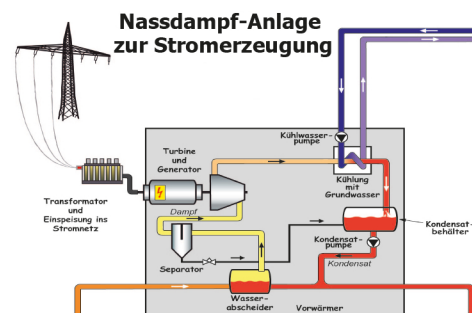 Nassdampf-Anlage
zur Stromerzeugung
Kühlwasser-
pumpe
Turbine
und
Generator
Kühlung
mit
Grundwasser
Transformator
und
Einspeisung ins
Stromnetz
Dampf
Kondensat-
behälter
Kondensat-
pumpe
Kondensat
Separator
Wasser-
abscheider
Vorwärmer